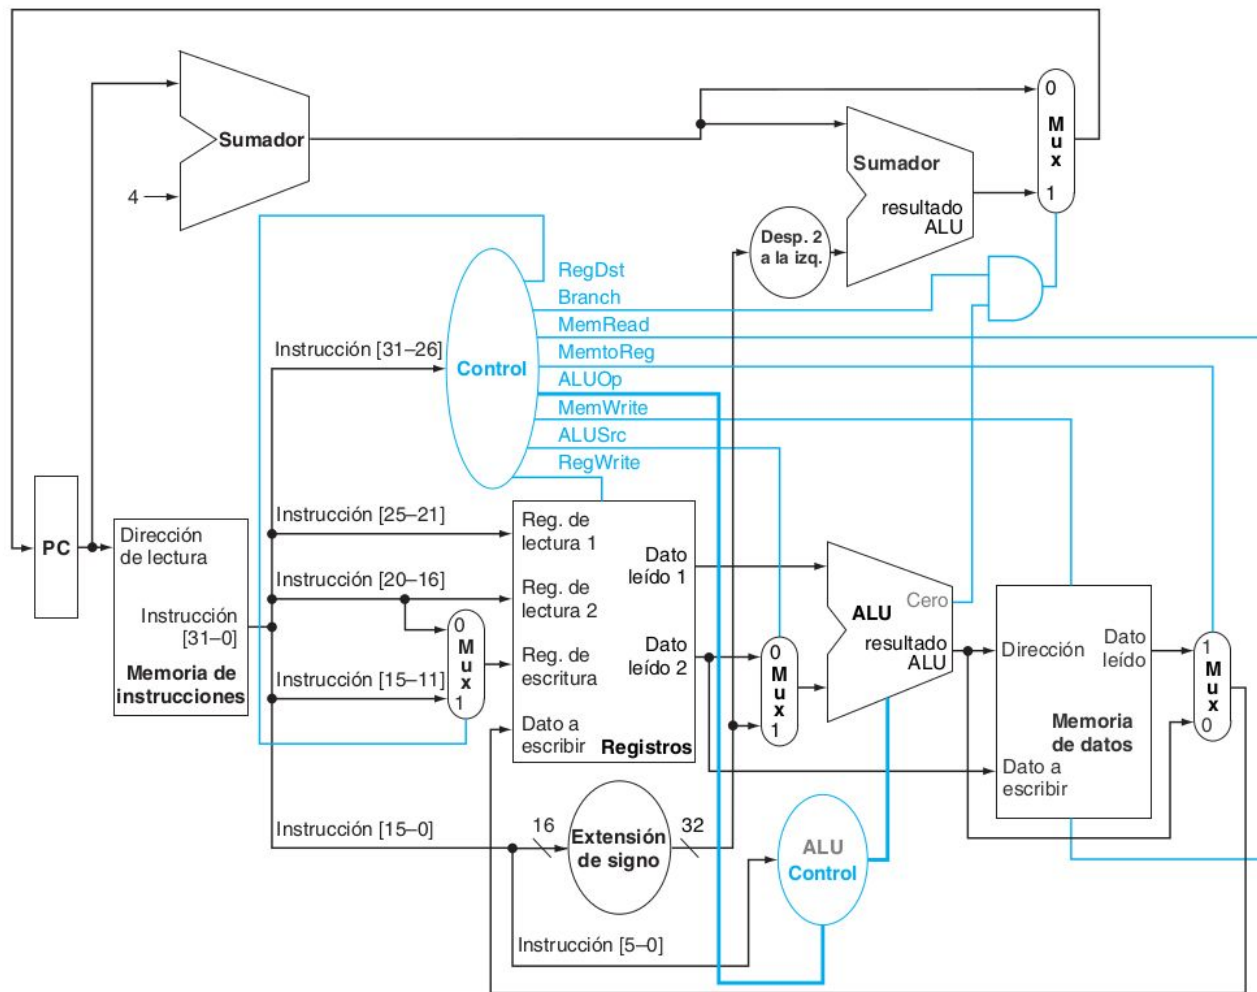 0
Mux
1
Sumador
4
Sumador
resultado
ALU
Desp. 2
a la izq.
RegDst
Branch
MemRead
MemtoReg
ALUOp
MemWrite
ALUSrc
RegWrite
Control
Instrucción [31–26]
Instrucción [25–21]
Instrucción [20–16]
Instrucción [15–11]
Instrucción [15–0]
Instrucción [5–0]
PC
Dirección
de lectura
Instrucción
[31–0]
Memoria de
instrucciones
0
Mux
1
Reg. de
lectura 1
Reg. de
lectura 2
Reg. de
escritura
Dato a
escribir
Dato
leído 1
Dato
leído 2
Registros
0
Mux
1
Cero
ALU
resultado
ALU
Dirección
Dato
leído
Memoria
de datos
Dato a
escribir
1
Mux
0
16
Extensión
de signo
32
ALU
Control